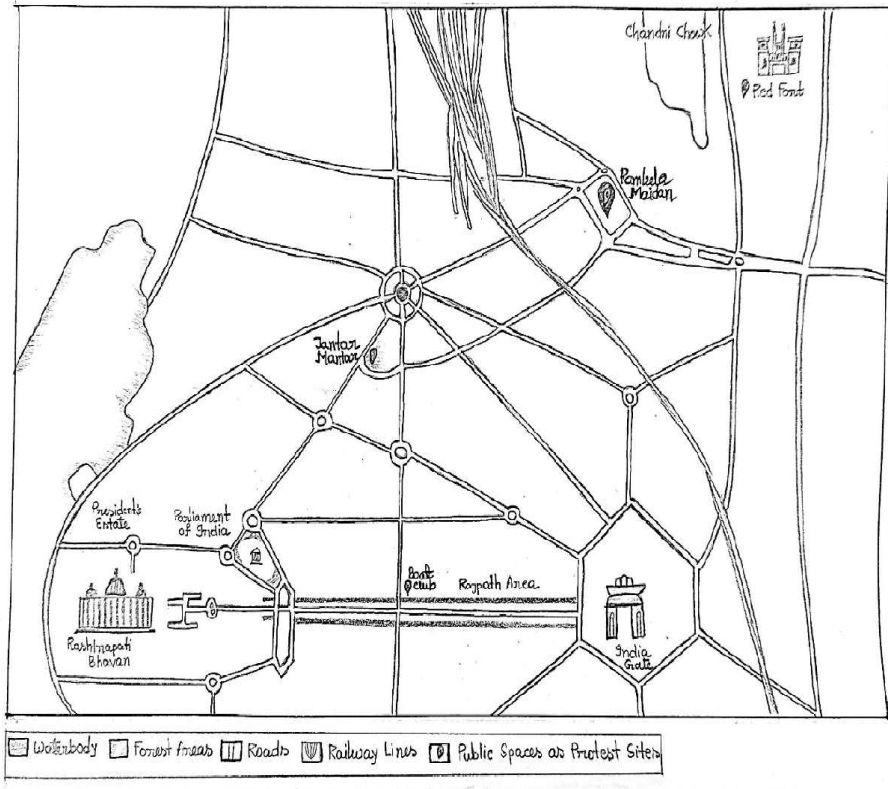 Chandni Chowk
Red Fort
Ramleela
Maidan
Jantar
Mantar
President's
Estate
Parliament
of India
Boat
Club
Rajpath Area
Rashtrapati
Bhavan
India
Gate
Waterbody
Forest Areas
Roads
Railway Lines
Public Spaces as Protest Sites